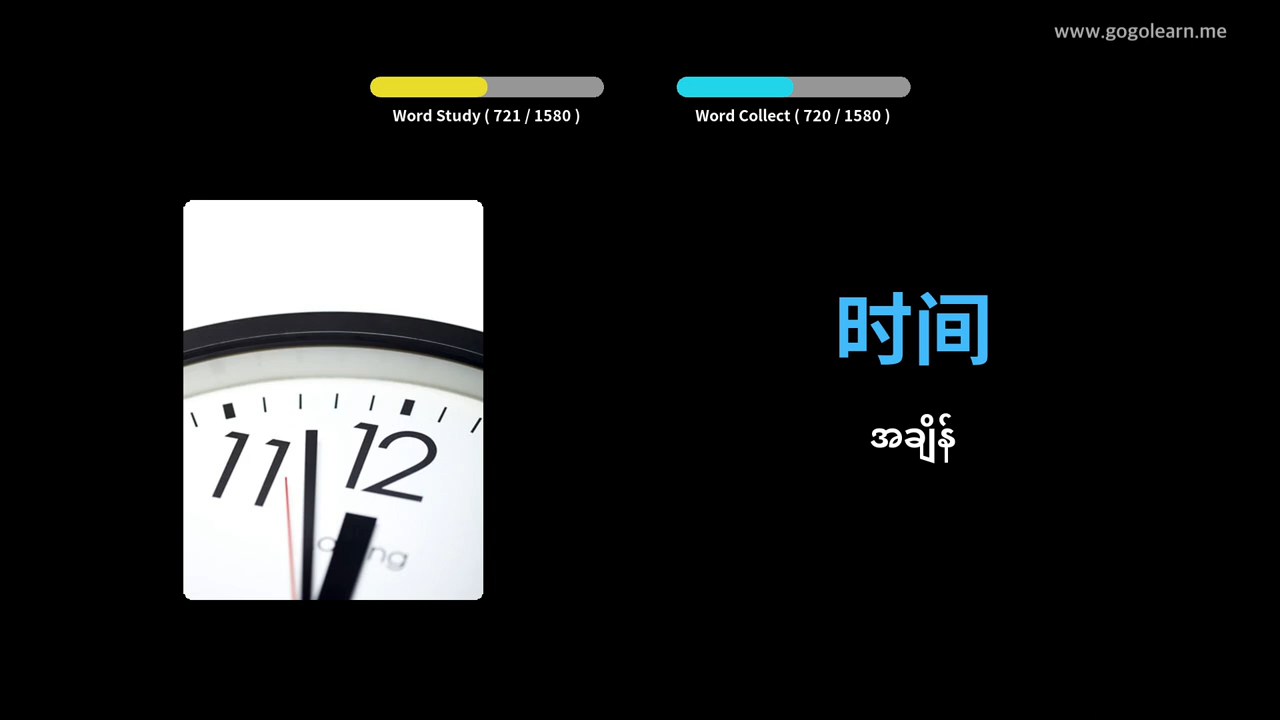 www.gogolearn.me
Word Study ( 721 / 1580 )
Word Collect ( 720 / 1580 )
11
12
时间
အချိန်